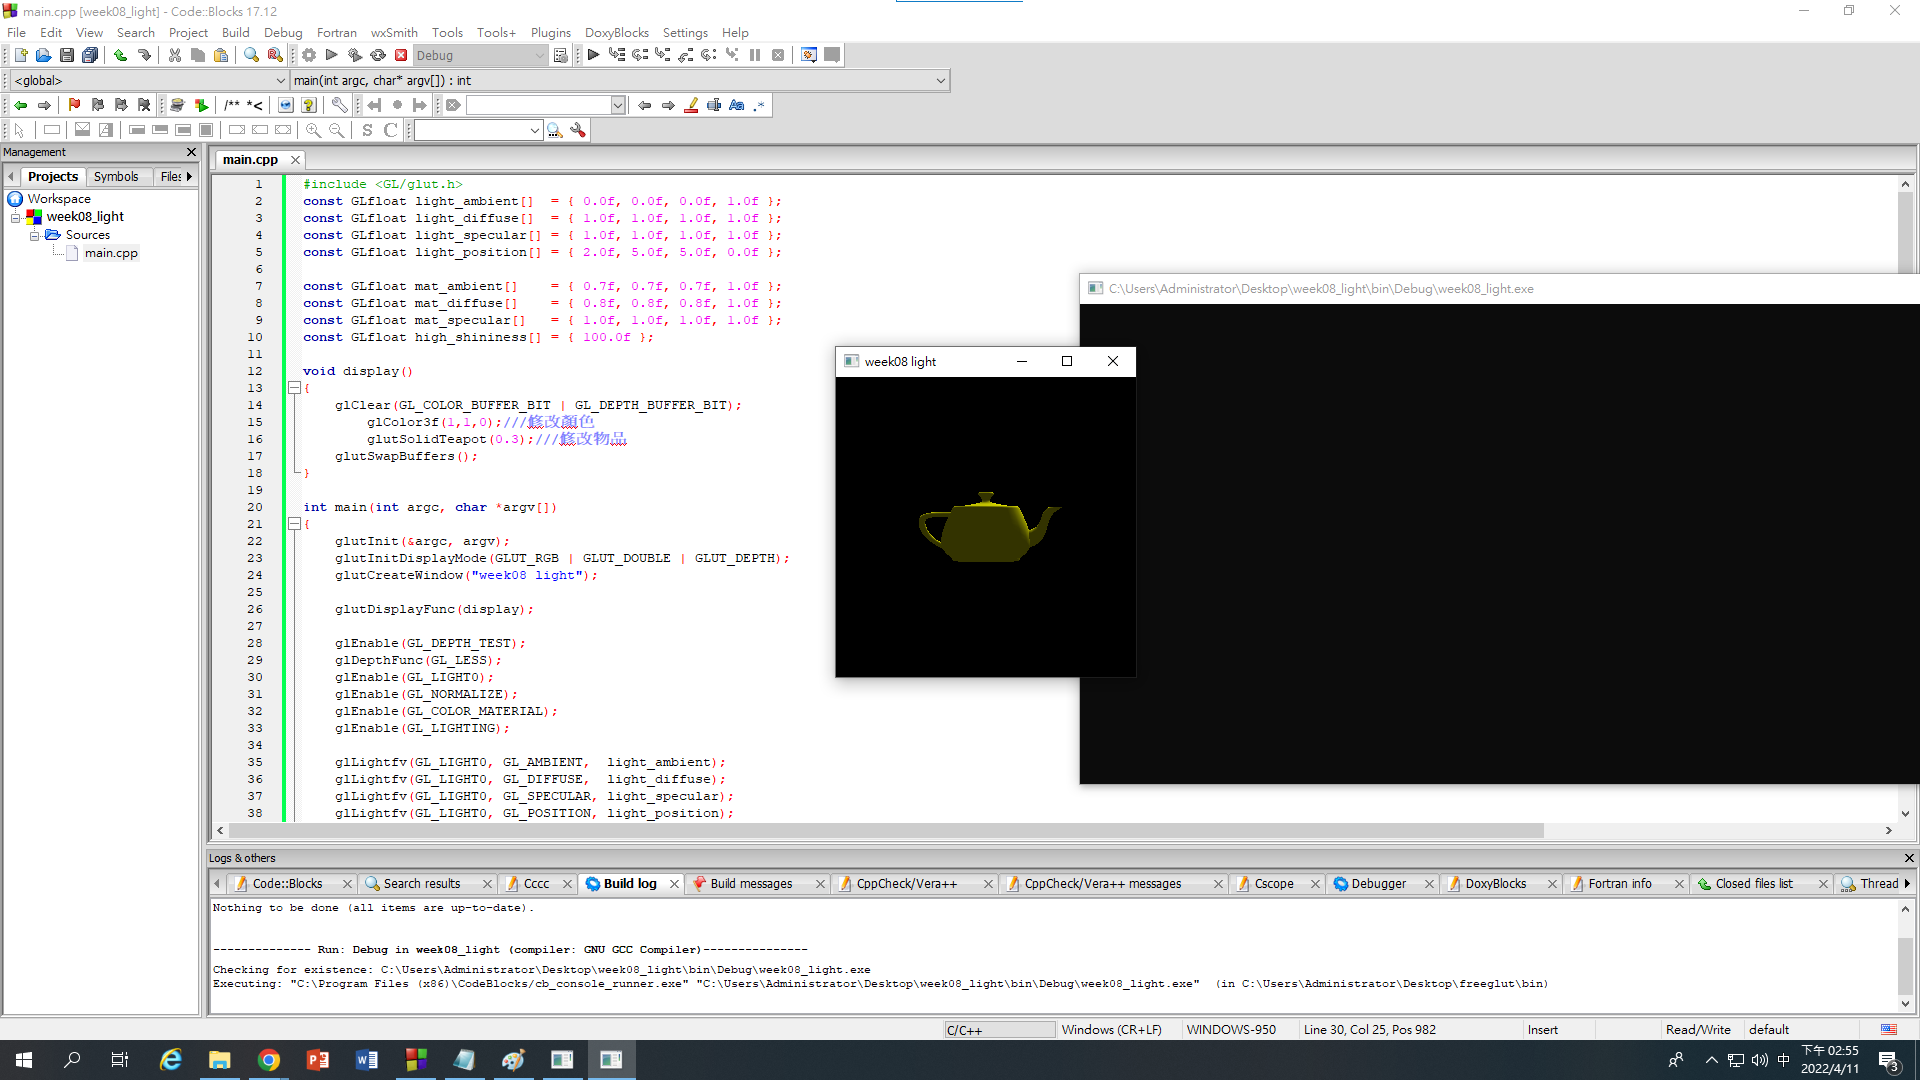 main.cpp [week08_light] - Code::Blocks 17.12
File Edit View Search Project Build Debug Fortran wxSmith Tools Tools+ Plugins DoxyBlocks Settings Help
Debug
<global> main(int argc, char* argv[]) : int
/** *< Aa .*
S C
Management
Projects Symbols Files
Workspace
week08_light
Sources
main.cpp
main.cpp
1 #include <GL/glut.h>
2 const GLfloat light_ambient[]  = { 0.0f, 0.0f, 0.0f, 1.0f };
3 const GLfloat light_diffuse[]  = { 1.0f, 1.0f, 1.0f, 1.0f };
4 const GLfloat light_specular[] = { 1.0f, 1.0f, 1.0f, 1.0f };
5 const GLfloat light_position[] = { 2.0f, 5.0f, 5.0f, 0.0f };
6
7 const GLfloat mat_ambient[]    = { 0.7f, 0.7f, 0.7f, 1.0f };
8 const GLfloat mat_diffuse[]    = { 0.8f, 0.8f, 0.8f, 1.0f };
9 const GLfloat mat_specular[]   = { 1.0f, 1.0f, 1.0f, 1.0f };
10 const GLfloat high_shininess[] = { 100.0f };
11
12 void display()
13 {
14     glClear(GL_COLOR_BUFFER_BIT | GL_DEPTH_BUFFER_BIT);
15         glColor3f(1,1,0);///修改顏色
16         glutSolidTeapot(0.3);///修改物品
17     glutSwapBuffers();
18 }
19
20 int main(int argc, char *argv[])
21 {
22     glutInit(&argc, argv);
23     glutInitDisplayMode(GLUT_RGB | GLUT_DOUBLE | GLUT_DEPTH);
24     glutCreateWindow("week08 light");
25
26     glutDisplayFunc(display);
27
28     glEnable(GL_DEPTH_TEST);
29     glDepthFunc(GL_LESS);
30     glEnable(GL_LIGHT0);
31     glEnable(GL_NORMALIZE);
32     glEnable(GL_COLOR_MATERIAL);
33     glEnable(GL_LIGHTING);
34
35     glLightfv(GL_LIGHT0, GL_AMBIENT,  light_ambient);
36     glLightfv(GL_LIGHT0, GL_DIFFUSE,  light_diffuse);
37     glLightfv(GL_LIGHT0, GL_SPECULAR, light_specular);
38     glLightfv(GL_LIGHT0, GL_POSITION, light_position);
C:\Users\Administrator\Desktop\week08_light\bin\Debug\week08_light.exe
week08 light
Logs & others
Code::Blocks Search results Cccc Build log Build messages CppCheck/Vera++ CppCheck/Vera++ messages Cscope Debugger DoxyBlocks Fortran info Closed files list Thread
Nothing to be done (all items are up-to-date).
-------------- Run: Debug in week08_light (compiler: GNU GCC Compiler)---------------
Checking for existence: C:\Users\Administrator\Desktop\week08_light\bin\Debug\week08_light.exe
Executing: "C:\Program Files (x86)\CodeBlocks/cb_console_runner.exe" "C:\Users\Administrator\Desktop\week08_light\bin\Debug\week08_light.exe"  (in C:\Users\Administrator\Desktop\freeglut\bin)
C/C++ Windows (CR+LF) WINDOWS-950 Line 30, Col 25, Pos 982 Insert Read/Write default
中 下午 02:55
2022/4/11 3